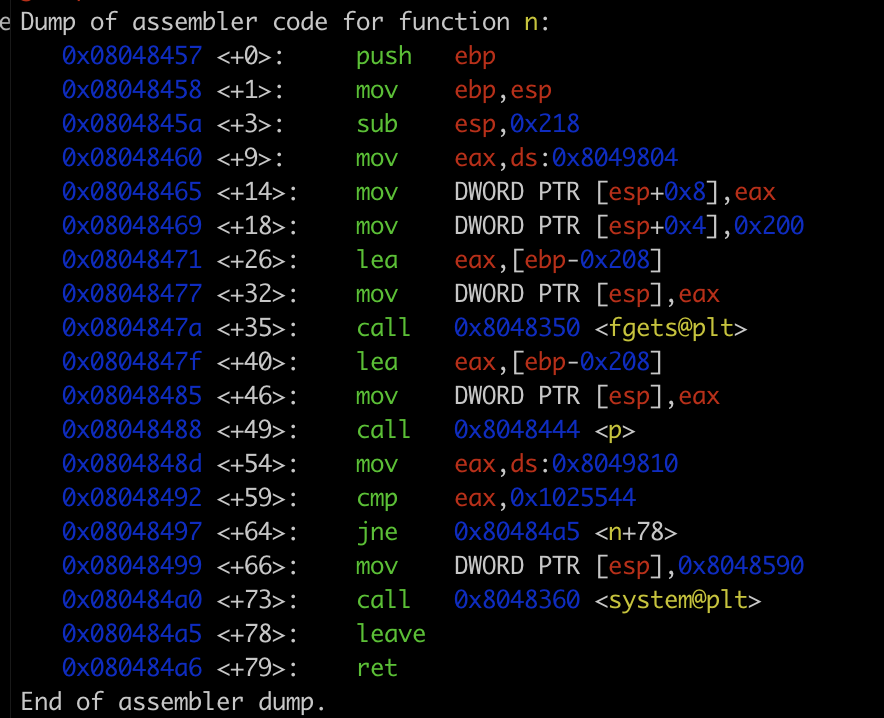 e Dump of assembler code for function n:
0x08048457 <+0>: push ebp
0x08048458 <+1>: mov ebp,esp
0x0804845a <+3>: sub esp,0x218
0x08048460 <+9>: mov eax,ds:0x8049804
0x08048465 <+14>: mov DWORD PTR [esp+0x8],eax
0x08048469 <+18>: mov DWORD PTR [esp+0x4],0x200
0x08048471 <+26>: lea eax,[ebp-0x208]
0x08048477 <+32>: mov DWORD PTR [esp],eax
0x0804847a <+35>: call 0x8048350 <fgets@plt>
0x0804847f <+40>: lea eax,[ebp-0x208]
0x08048485 <+46>: mov DWORD PTR [esp],eax
0x08048488 <+49>: call 0x8048444 <p>
0x0804848d <+54>: mov eax,ds:0x8049810
0x08048492 <+59>: cmp eax,0x1025544
0x08048497 <+64>: jne 0x80484a5 <n+78>
0x08048499 <+66>: mov DWORD PTR [esp],0x8048590
0x080484a0 <+73>: call 0x8048360 <system@plt>
0x080484a5 <+78>: leave
0x080484a6 <+79>: ret
End of assembler dump.